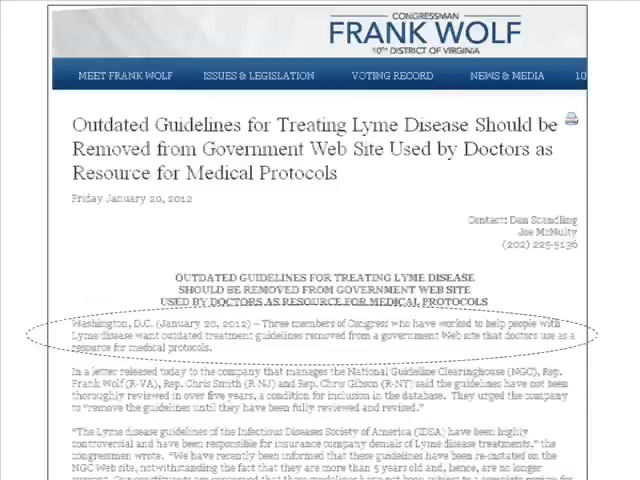 CONGRESSMAN
FRANK WOLF
10TH DISTRICT OF VIRGINIA
MEET FRANK WOLF ISSUES & LEGISLATION VOTING RECORD NEWS & MEDIA 10
Outdated Guidelines for Treating Lyme Disease Should be
Removed from Government Web Site Used by Doctors as
Resource for Medical Protocols
Friday January 20, 2012
Contact: Dan Scandling
Joe McNulty
(202) 225-5136
OUTDATED GUIDELINES FOR TREATING LYME DISEASE
SHOULD BE REMOVED FROM GOVERNMENT WEB SITE
USED BY DOCTORS AS RESOURCE FOR MEDICAL PROTOCOLS
Washington, D.C. (January 20, 2012) – Three members of Congress who have worked to help people with
Lyme disease want outdated treatment guidelines removed from a government Web site that doctors use as a
resource for medical protocols.
In a letter released today to the company that manages the National Guideline Clearinghouse (NGC), Rep.
Frank Wolf (R-VA), Rep. Chris Smith (R-NJ) and Rep. Chris Gibson (R-NY) said the guidelines have not been
thoroughly reviewed in over five years, a condition for inclusion in the database. They urged the company
to “remove the guidelines until they have been fully reviewed and revised.”
“The Lyme disease guidelines of the Infectious Diseases Society of America (IDSA) have been highly
controversial and have been responsible for insurance company denials of Lyme disease treatments,” the
congressmen wrote. “We have recently been informed that these guidelines have been re-instated on the
NGC Web site, notwithstanding the fact that they are more than 5 years old and, hence, are no longer